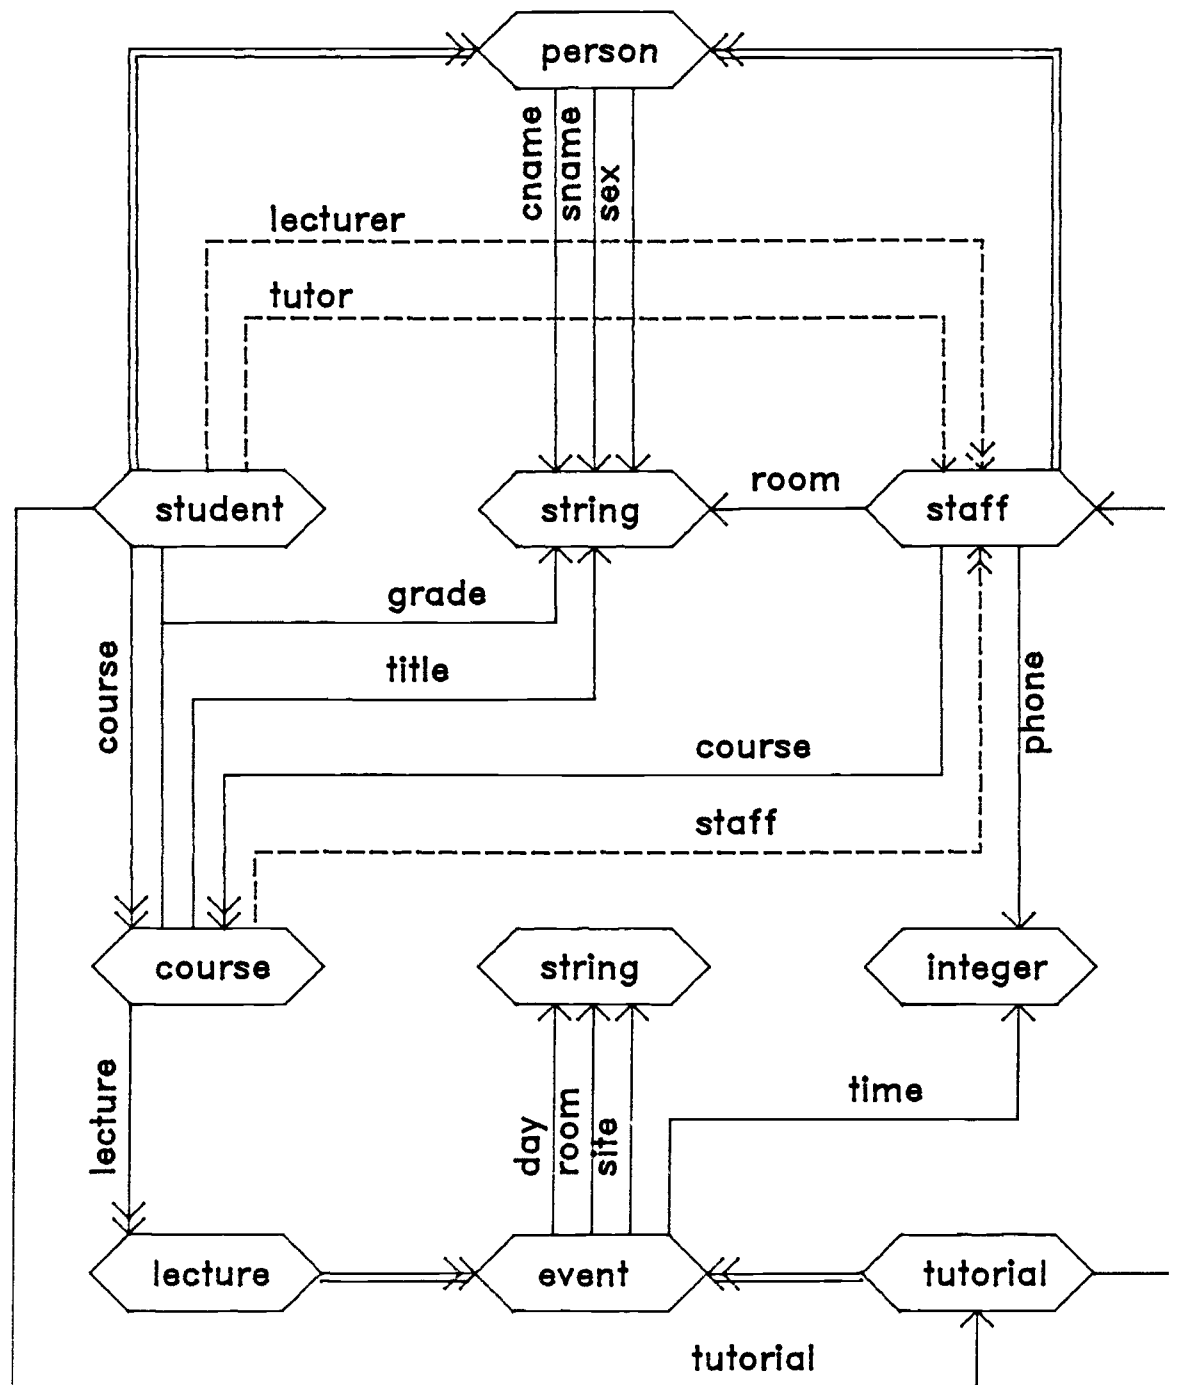 person
cname
sname
sex
lecturer
tutor
student
string
room
staff
grade
title
course
phone
course
staff
course
string
integer
lecture
day
room
site
time
lecture
event
tutorial
tutorial